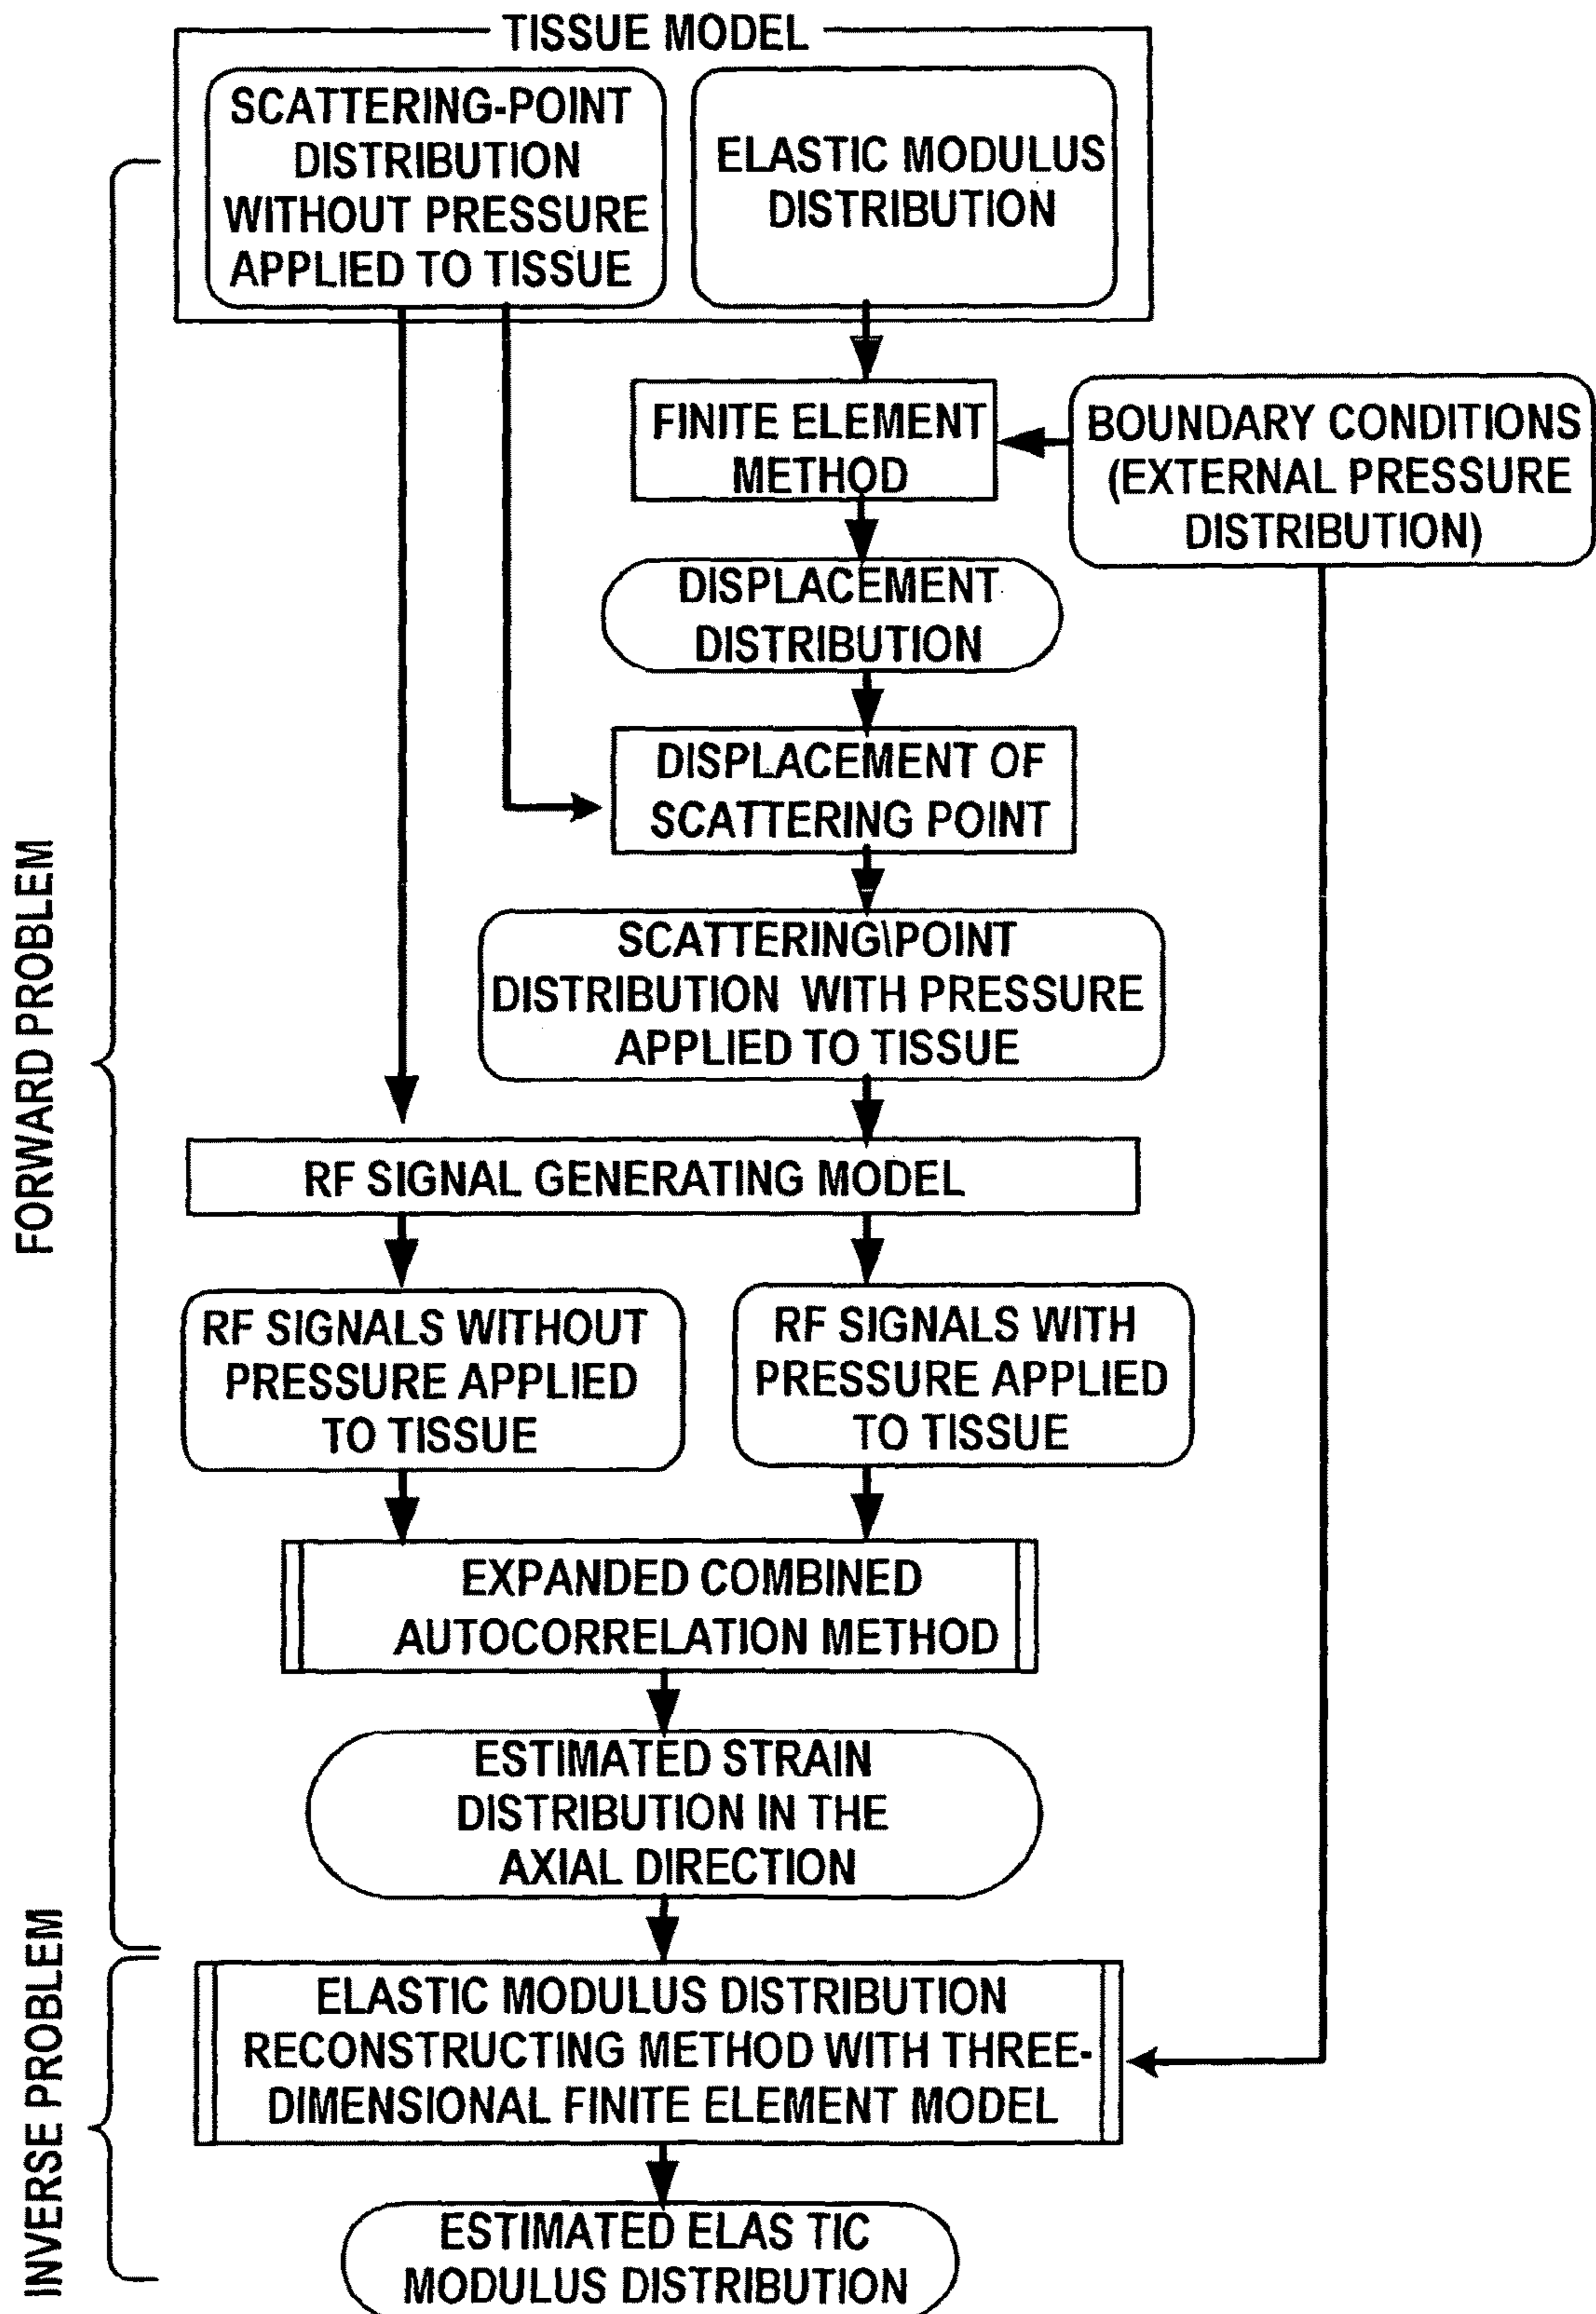 TISSUE MODEL
SCATTERING-POINT
DISTRIBUTION
WITHOUT PRESSURE
APPLIED TO TISSUE
ELASTIC MODULUS
DISTRIBUTION
FINITE ELEMENT
METHOD
BOUNDARY CONDITIONS
(EXTERNAL PRESSURE
DISTRIBUTION)
DISPLACEMENT
DISTRIBUTION
DISPLACEMENT OF
SCATTERING POINT
SCATTERING\POINT
DISTRIBUTION WITH PRESSURE
APPLIED TO TISSUE
FORWARD PROBLEM
RF SIGNAL GENERATING MODEL
RF SIGNALS WITHOUT
PRESSURE APPLIED
TO TISSUE
RF SIGNALS WITH
PRESSURE APPLIED
TO TISSUE
EXPANDED COMBINED
AUTOCORRELATION METHOD
ESTIMATED STRAIN
DISTRIBUTION IN THE
AXIAL DIRECTION
INVERSE PROBLEM
ELASTIC MODULUS DISTRIBUTION
RECONSTRUCTING METHOD WITH THREE-
DIMENSIONAL FINITE ELEMENT MODEL
ESTIMATED ELAS TIC
MODULUS DISTRIBUTION